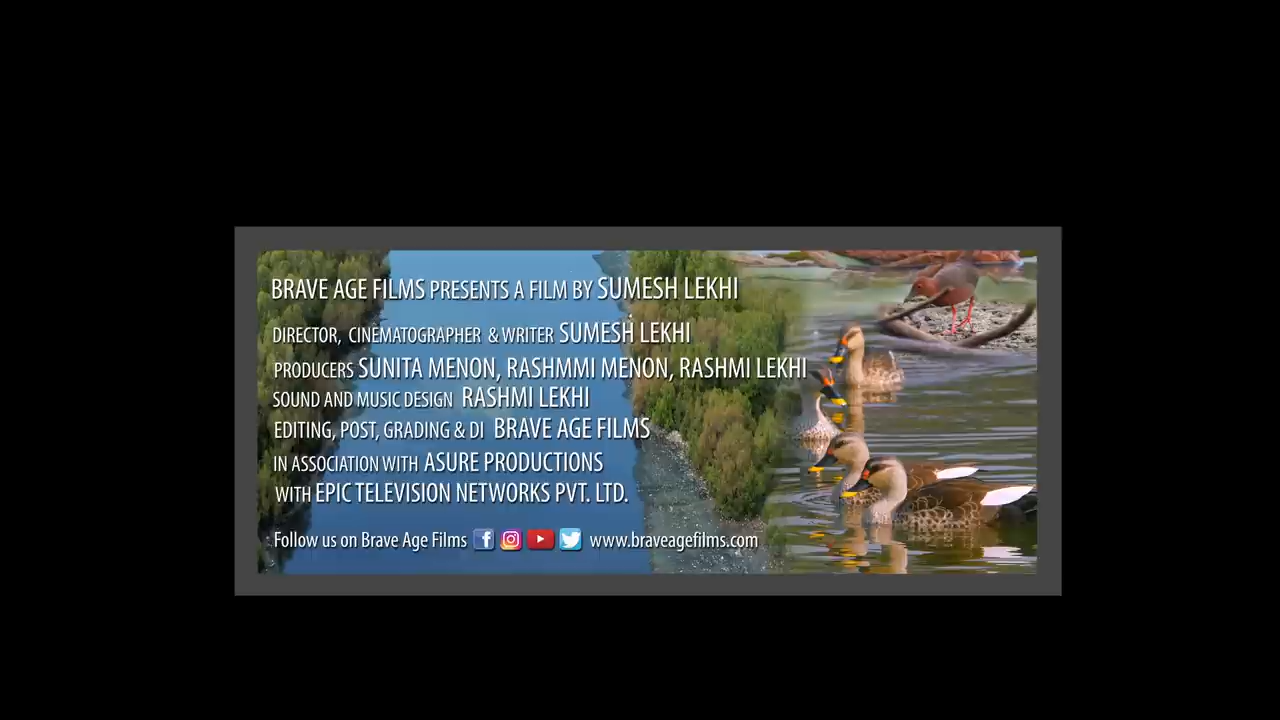 BRAVE AGE FILMS PRESENTS A FILM BY SUMESH LEKHI
DIRECTOR, CINEMATOGRAPHER & WRITER SUMESH LEKHI
PRODUCERS SUNITA MENON, RASHMMI MENON, RASHMI LEKHI
SOUND AND MUSIC DESIGN RASHMI LEKHI
EDITING, POST, GRADING & DI BRAVE AGE FILMS
IN ASSOCIATION WITH ASURE PRODUCTIONS
WITH EPIC TELEVISION NETWORKS PVT. LTD.
Follow us on Brave Age Films www.braveagefilms.com